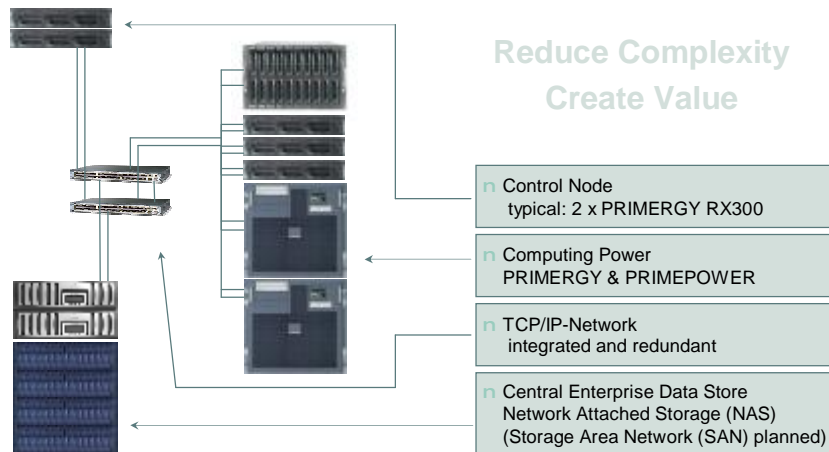 Reduce Complexity
Create Value
n Control Node
typical: 2 x PRIMERGY RX300
n Computing Power
PRIMERGY & PRIMEPOWER
n TCP/IP-Network
integrated and redundant
n Central Enterprise Data Store
Network Attached Storage (NAS)
(Storage Area Network (SAN) planned)